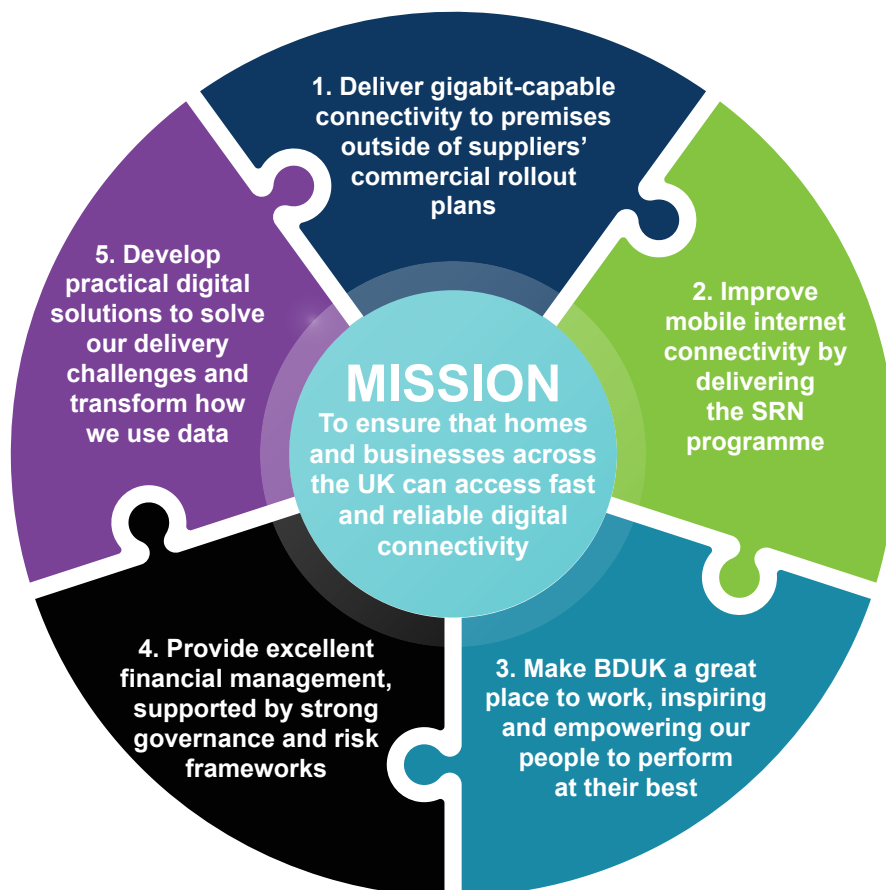 1. Deliver gigabit-capable
connectivity to premises
outside of suppliers’
commercial rollout
plans
2. Improve
mobile internet
connectivity by
delivering
the SRN
programme
3. Make BDUK a great
place to work, inspiring
and empowering our
people to perform
at their best
4. Provide excellent
financial management,
supported by strong
governance and risk
frameworks
5. Develop
practical digital
solutions to solve
our delivery
challenges and
transform how
we use data
MISSION
To ensure that homes
and businesses across
the UK can access fast
and reliable digital
connectivity